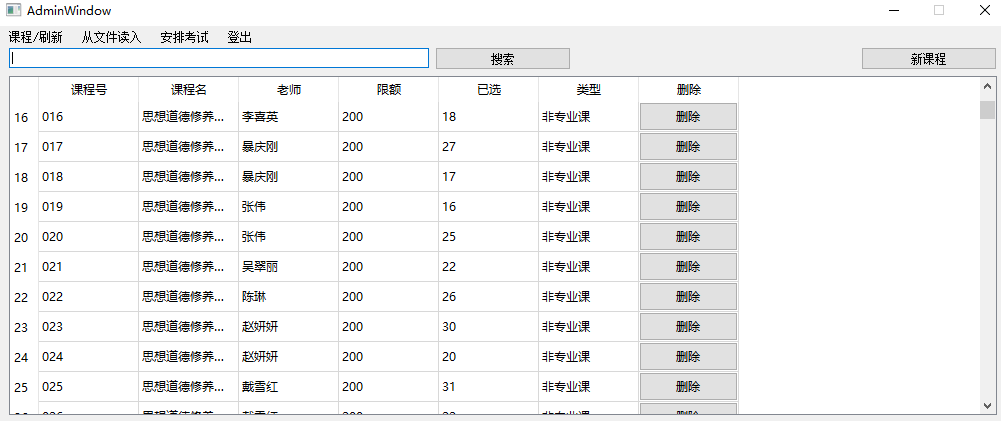 AdminWindow
课程/刷新 从文件读入 安排考试 登出
搜索 新课程
课程号 课程名 老师 限额 已选 类型 删除
16 016 思想道德修养... 李喜英 200 18 非专业课 删除
17 017 思想道德修养... 暴庆刚 200 27 非专业课 删除
18 018 思想道德修养... 暴庆刚 200 17 非专业课 删除
19 019 思想道德修养... 张伟 200 16 非专业课 删除
20 020 思想道德修养... 张伟 200 25 非专业课 删除
21 021 思想道德修养... 吴翠丽 200 22 非专业课 删除
22 022 思想道德修养... 陈琳 200 26 非专业课 删除
23 023 思想道德修养... 赵妍妍 200 30 非专业课 删除
24 024 思想道德修养... 赵妍妍 200 20 非专业课 删除
25 025 思想道德修养... 戴雪红 200 31 非专业课 删除